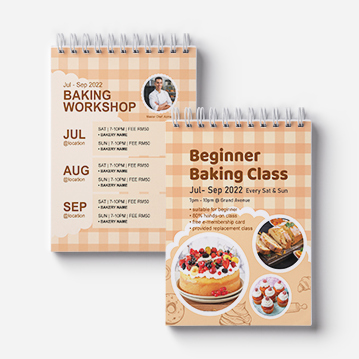 Jul - Sep 2022
BAKING
WORKSHOP
JUL
@location
SAT | 7-10PM | FEE RM50
• BAKERY NAME
SUN | 7-10PM | FEE RM50
• BAKERY NAME
AUG
@location
SAT | 7-10PM | FEE RM50
• BAKERY NAME
SUN | 7-10PM | FEE RM50
• BAKERY NAME
SEP
@location
SAT | 7-10PM | FEE RM50
• BAKERY NAME
SUN | 7-10PM | FEE RM50
• BAKERY NAME
Beginner
Baking Class
Jul- Sep 2022 Every Sat & Sun
7pm - 10pm @ Grand Avenue
• suitable for beginner
• 80% hands-on class
• free e-membership card
• provided replacement class